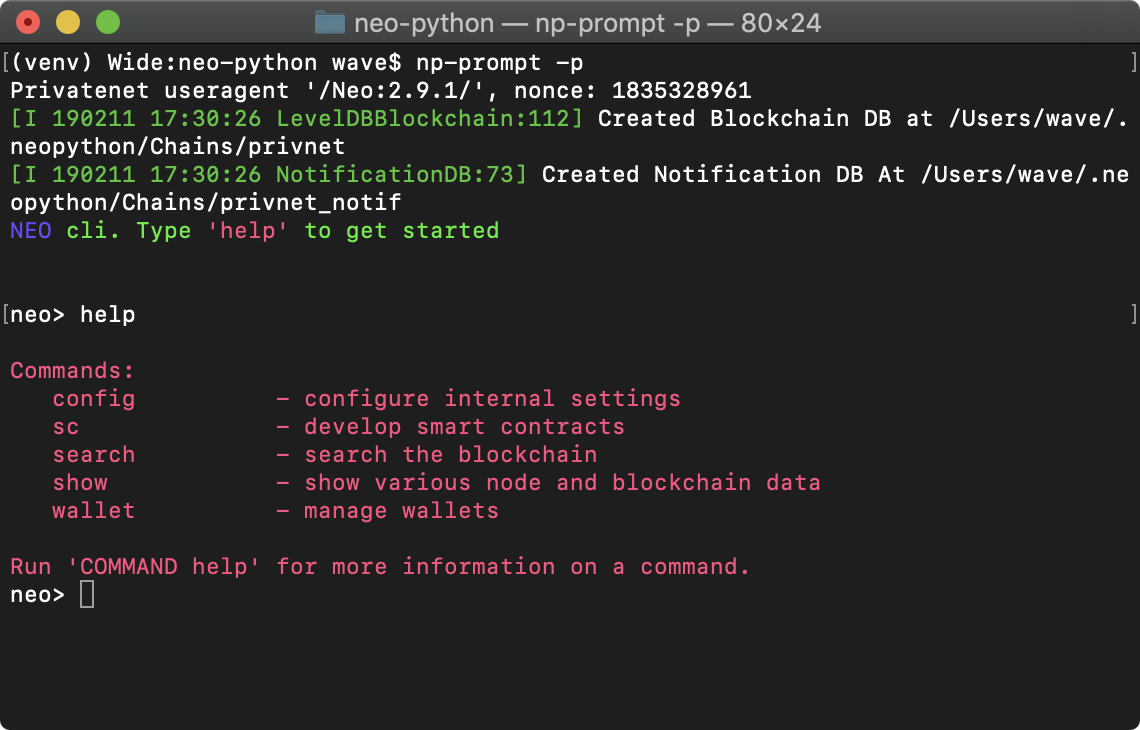 neo-python — np-prompt -p — 80×24
[(venv) Wide:neo-python wave$ np-prompt -p ]
Privatenet useragent '/Neo:2.9.1/', nonce: 1835328961
[I 190211 17:30:26 LevelDBBlockchain:112] Created Blockchain DB at /Users/wave/.
neopython/Chains/privnet
[I 190211 17:30:26 NotificationDB:73] Created Notification DB At /Users/wave/.ne
opython/Chains/privnet_notif
NEO cli. Type 'help' to get started
[neo> help ]
Commands:
config – configure internal settings
sc – develop smart contracts
search – search the blockchain
show – show various node and blockchain data
wallet – manage wallets
Run 'COMMAND help' for more information on a command.
neo>